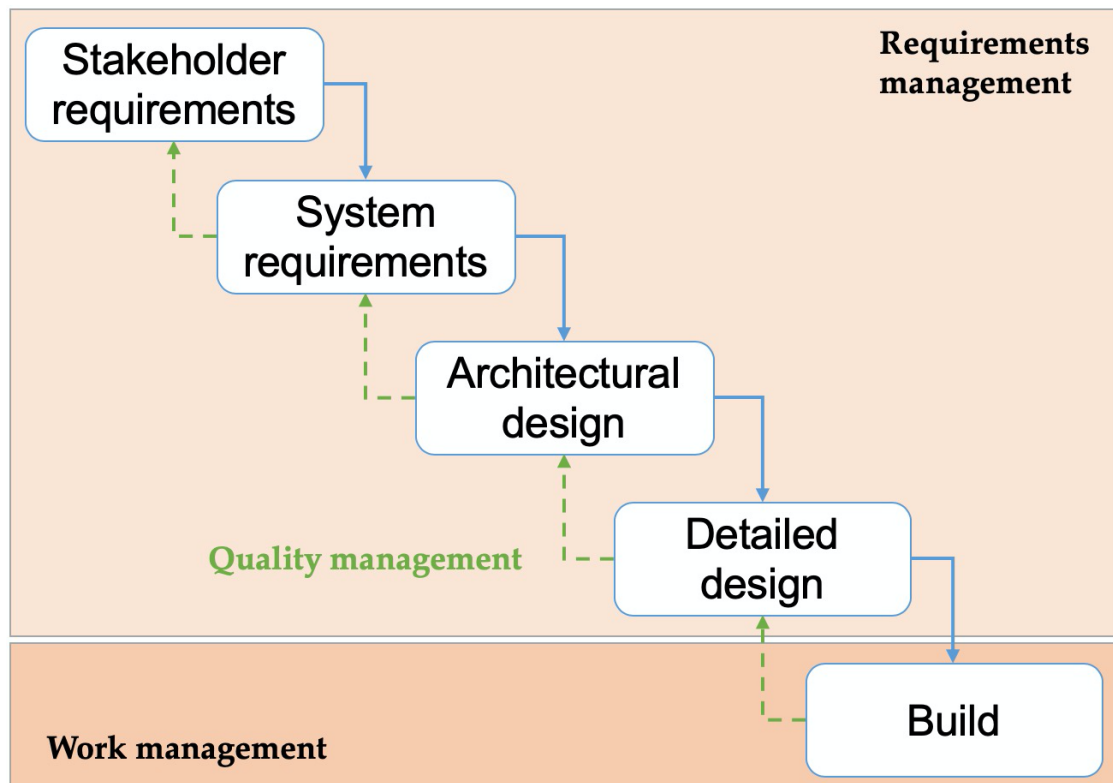 Stakeholder
requirements
Requirements
management
System
requirements
Architectural
design
Quality management
Detailed
design
Build
Work management